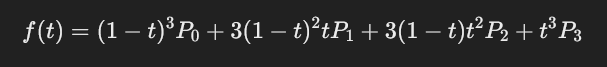 f(t) = (1 − t)³P₀ + 3(1 − t)²tP₁ + 3(1 − t)t²P₂ + t³P₃